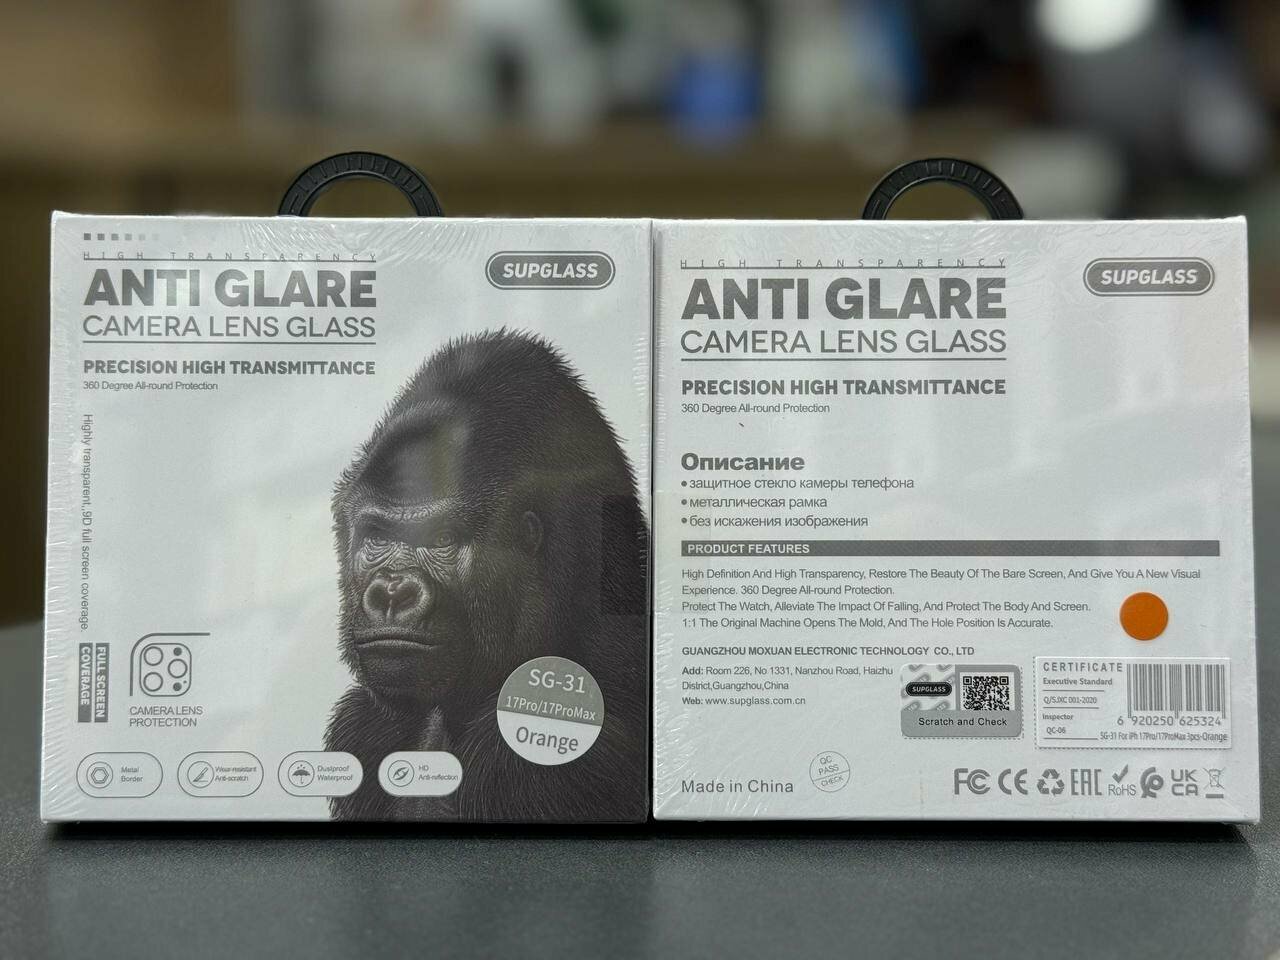 HIGH TRANSPARENCY
ANTI GLARE
CAMERA LENS GLASS
PRECISION HIGH TRANSMITTANCE
360 Degree All-round Protection
SUPGLASS
Highly transparent,.9D full screen coverage.
FULL SCREEN
COVERAGE
CAMERA LENS
PROTECTION
SG-31
17Pro/17ProMax
Orange
Metal
Border
Wear-resistant
Anti-scratch
Dustproof
Waterproof
HD
Anti-reflection
HIGH TRANSPARENCY
ANTI GLARE
CAMERA LENS GLASS
PRECISION HIGH TRANSMITTANCE
360 Degree All-round Protection
SUPGLASS
Описание
• защитное стекло камеры телефона
• металлическая рамка
• без искажения изображения
PRODUCT FEATURES
High Definition And High Transparency, Restore The Beauty Of The Bare Screen, And Give You A New Visual
Experience. 360 Degree All-round Protection.
Protect The Watch, Alleviate The Impact Of Falling, And Protect The Body And Screen.
1:1 The Original Machine Opens The Mold, And The Hole Position Is Accurate.
GUANGZHOU MOXUAN ELECTRONIC TECHNOLOGY CO., LTD
Add: Room 226, No 1331, Nanzhou Road, Haizhu
District,Guangzhou,China
Web: www.supglass.com.cn
SUPGLASS
Scratch and Check
CERTIFICATE
Executive Standard
Q/SJXC 001-2020
Inspector
QC-06
6 920250 625324
SG-31 For iPh 17Pro/17ProMax 3pcs-Orange
Made in China
QC
PASS
CHECK
FC CE EAC RoHS UK
CA